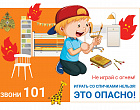 Не играй с огнем!
ИГРАТЬ СО СПИЧКАМИ НЕЛЬЗЯ
ЭТО ОПАСНО!
ЗВОНИ 101